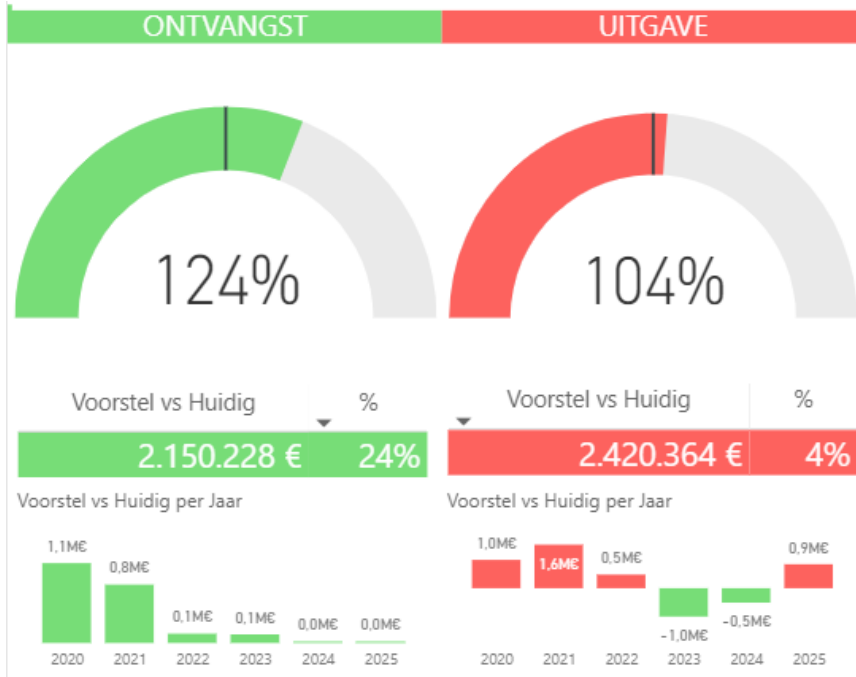 ONTVANGST
124%
Voorstel vs Huidig %
2.150.228 € 24%
Voorstel vs Huidig per Jaar
1,1M€
0,8M€
0,1M€
0,1M€
0,0M€
0,0M€
2020 2021 2022 2023 2024 2025
UITGAVE
104%
Voorstel vs Huidig %
2.420.364 € 4%
Voorstel vs Huidig per Jaar
1,0M€
1,6M€
0,5M€
-1,0M€
-0,5M€
0,9M€
2020 2021 2022 2023 2024 2025